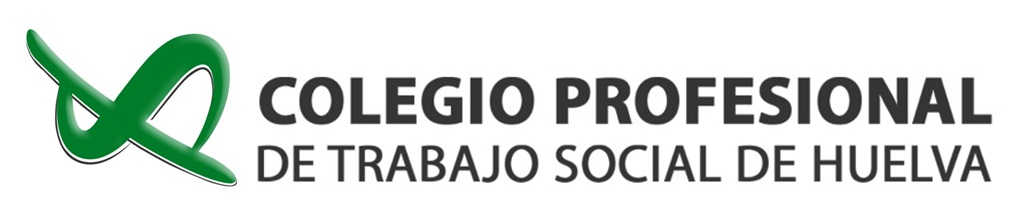 COLEGIO PROFESIONAL
DE TRABAJO SOCIAL DE HUELVA